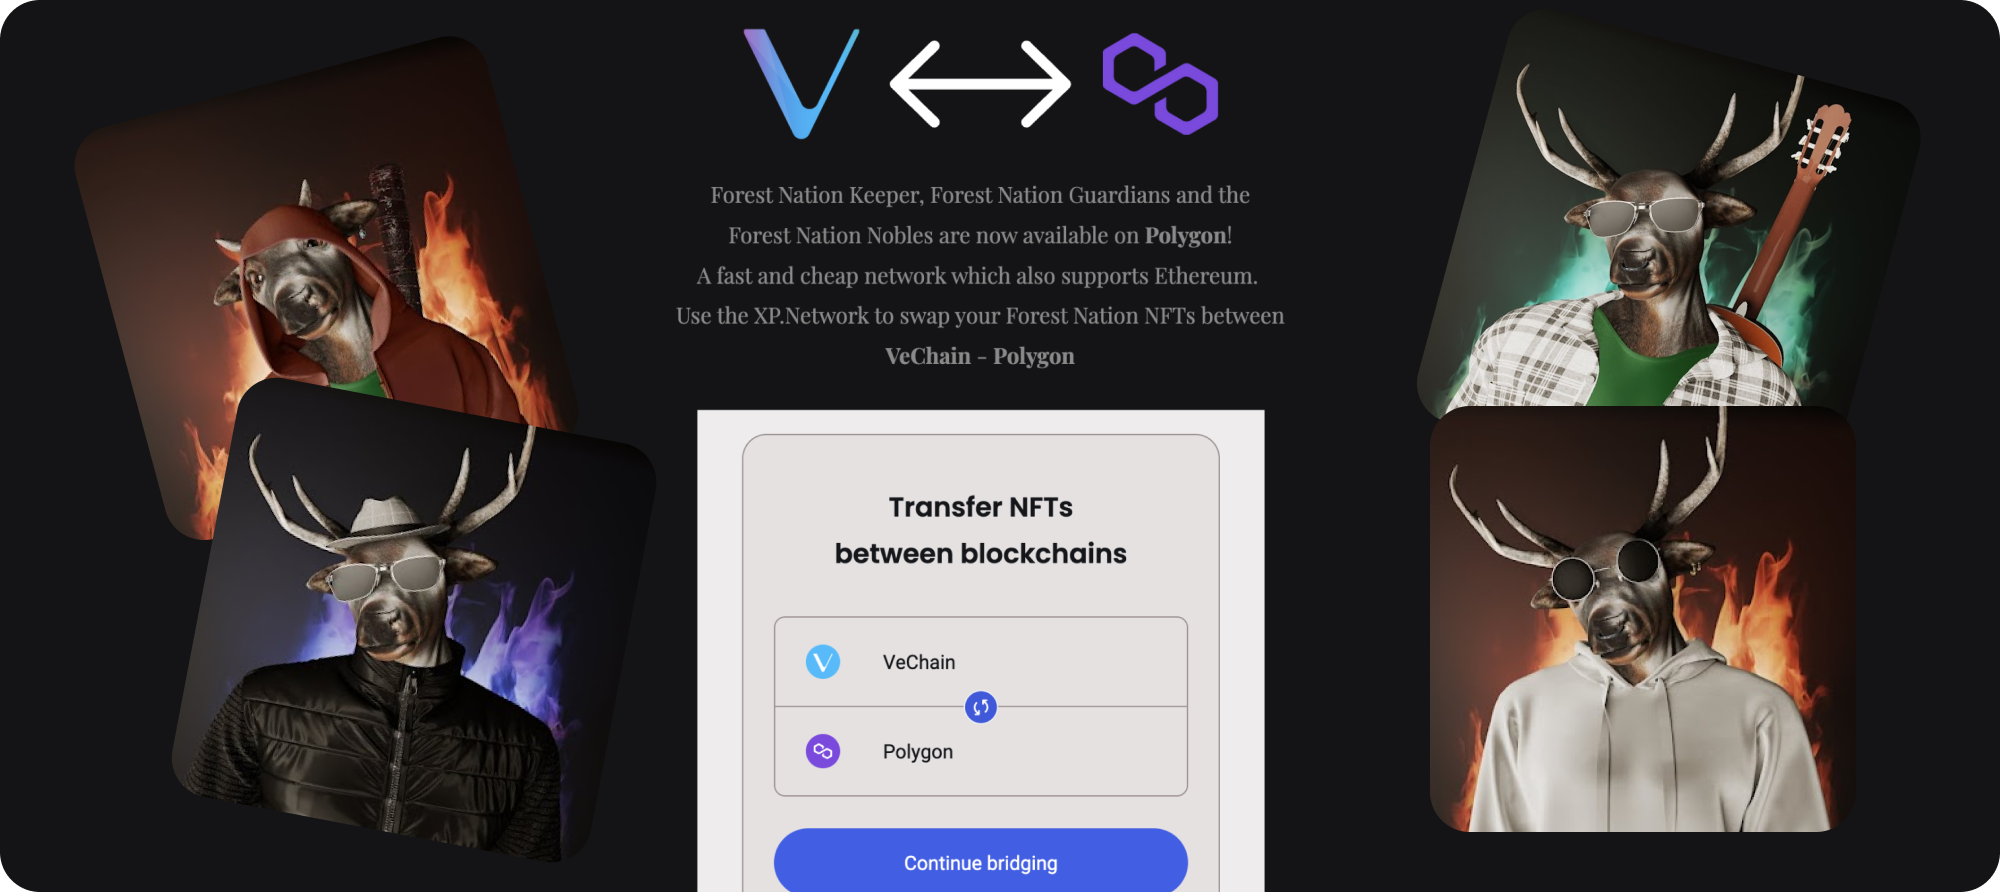 Forest Nation Keeper, Forest Nation Guardians and the
Forest Nation Nobles are now available on Polygon!
A fast and cheap network which also supports Ethereum.
Use the XP.Network to swap your Forest Nation NFTs between
VeChain - Polygon
Transfer NFTs
between blockchains
VeChain
Polygon
Continue bridging